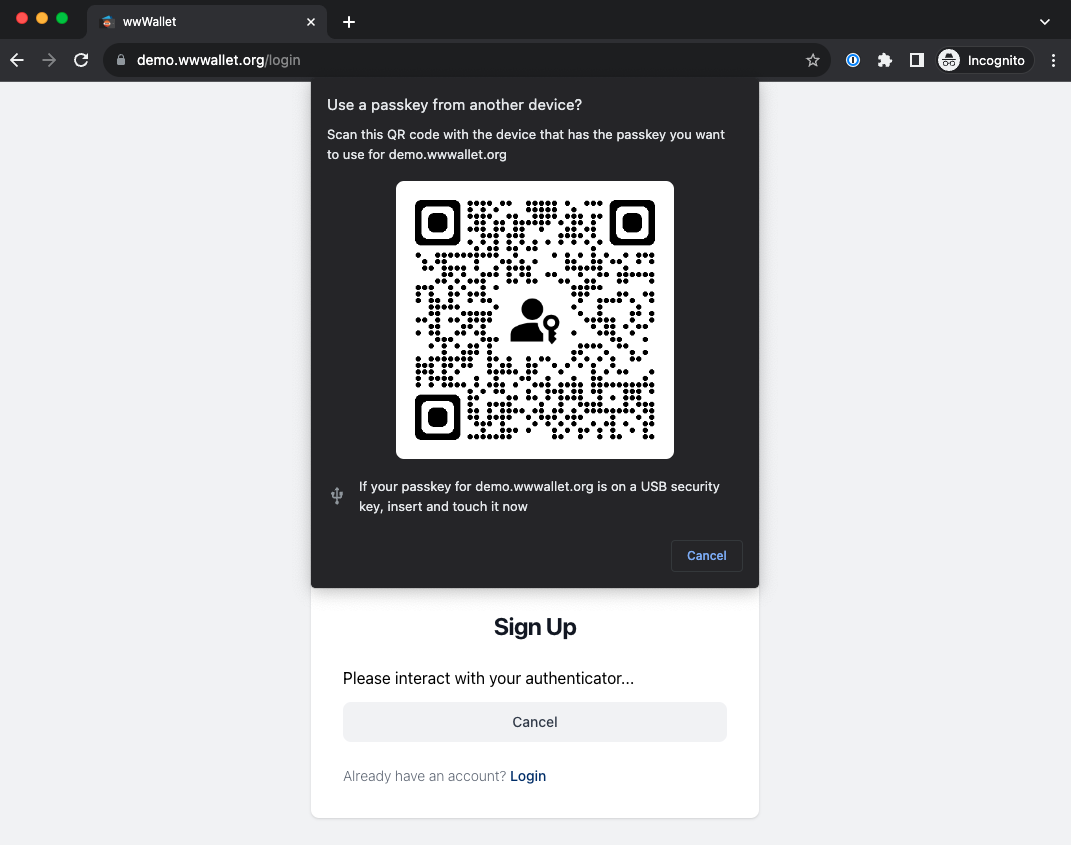 wwWallet
demo.wwwallet.org/login
Incognito
Use a passkey from another device?
Scan this QR code with the device that has the passkey you want
to use for demo.wwwallet.org
If your passkey for demo.wwwallet.org is on a USB security
key, insert and touch it now
Cancel
Sign Up
Please interact with your authenticator...
Cancel
Already have an account? Login